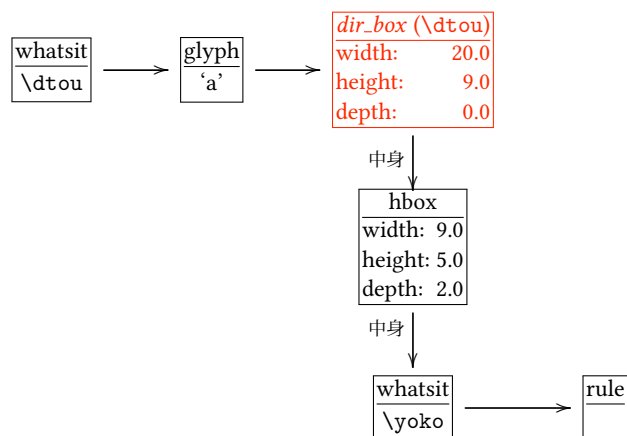 whatsit
\dtou
glyph
‘a’
dir_box (\dtou)
width: 20.0
height: 9.0
depth: 0.0
中身
hbox
width: 9.0
height: 5.0
depth: 2.0
中身
whatsit
\yoko
rule